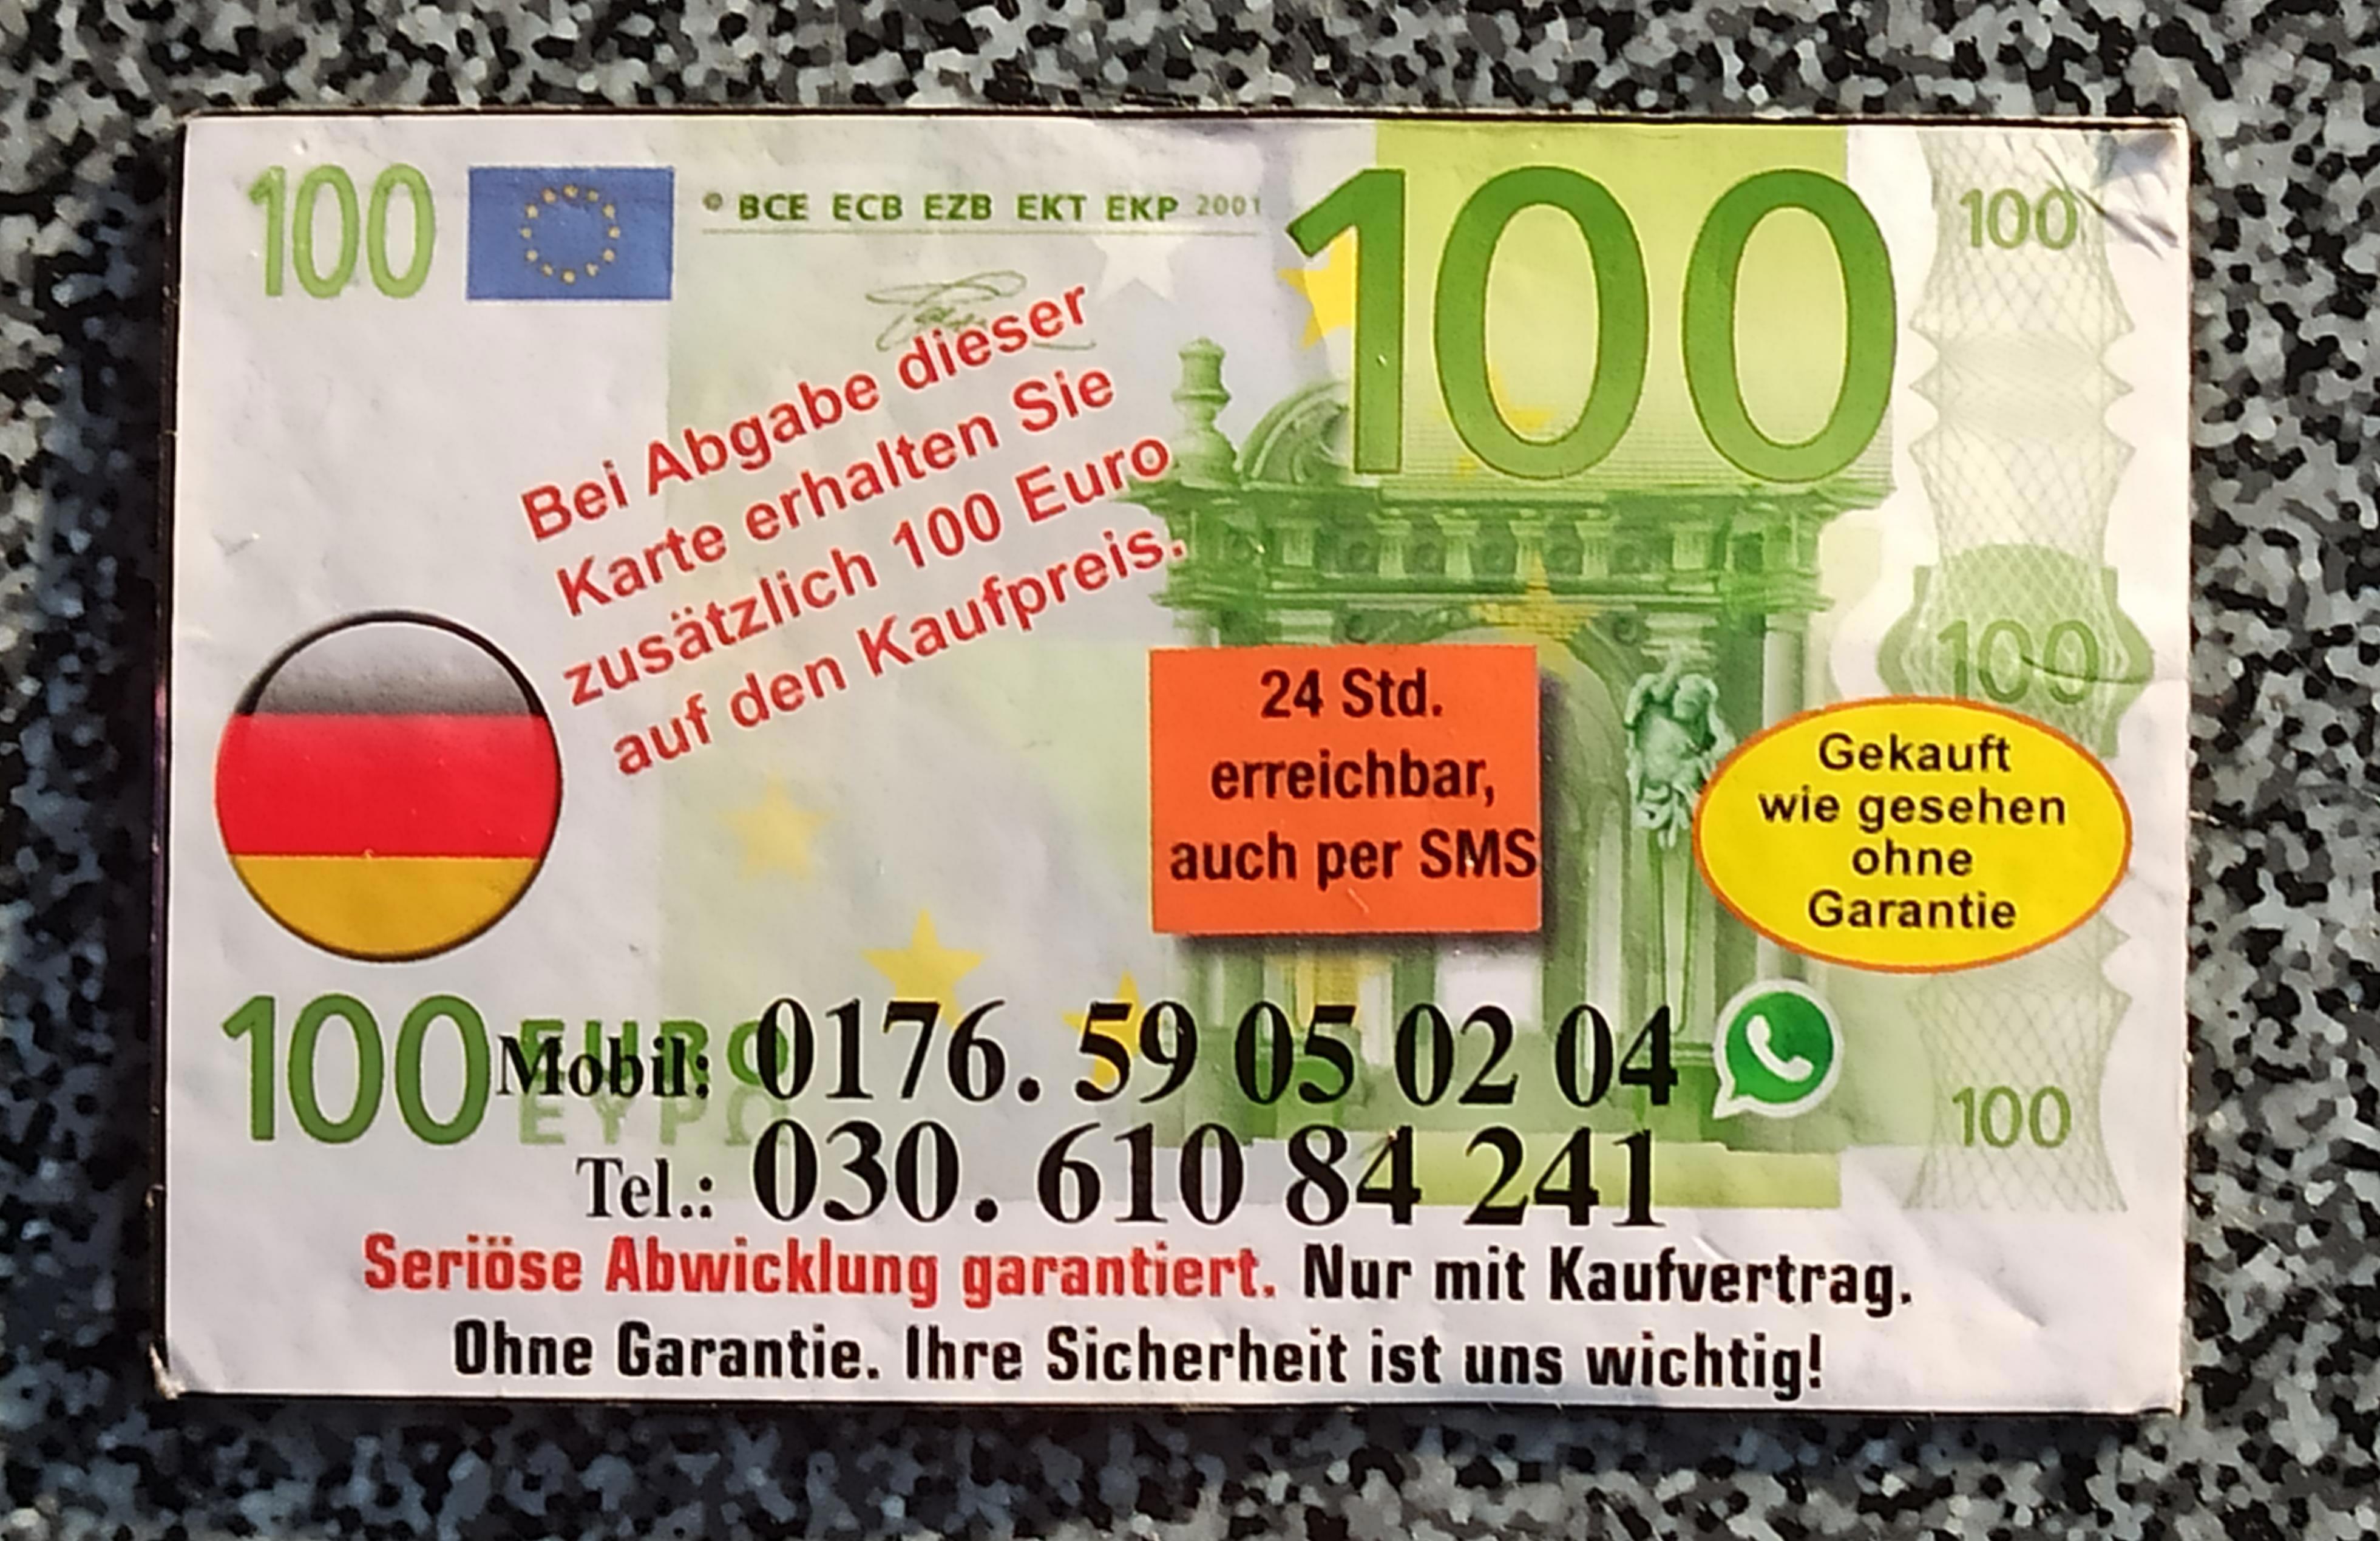 100
© BCE ECB EZB EKT EKP 2001
100
100
Bei Abgabe dieser
Karte erhalten Sie
zusätzlich 100 Euro
auf den Kaufpreis.
100
24 Std.
erreichbar,
auch per SMS
Gekauft
wie gesehen
ohne
Garantie
100 EURO
ΕΥΡΩ
Mobil: 0176. 59 05 02 04
100
Tel.: 030. 610 84 241
Seriöse Abwicklung garantiert. Nur mit Kaufvertrag.
Ohne Garantie. Ihre Sicherheit ist uns wichtig!